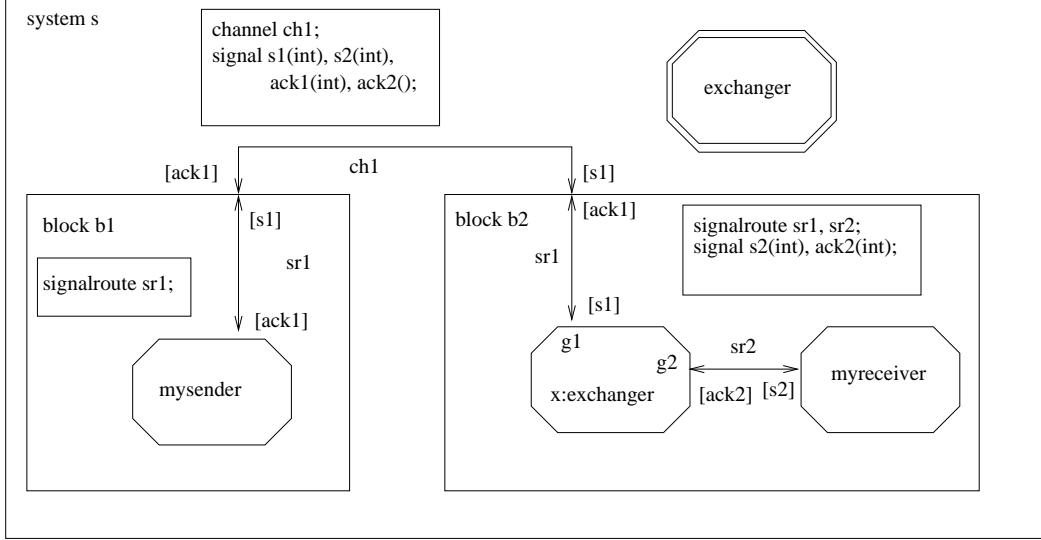 system s
channel ch1;
signal s1(int), s2(int),
ack1(int), ack2();
exchanger
[ack1]
ch1
[s1]
block b1
[s1]
sr1
signalroute sr1;
[ack1]
mysender
block b2
[ack1]
sr1
signalroute sr1, sr2;
signal s2(int), ack2(int);
[s1]
g1
g2
x:exchanger
sr2
[ack2]
[s2]
myreceiver